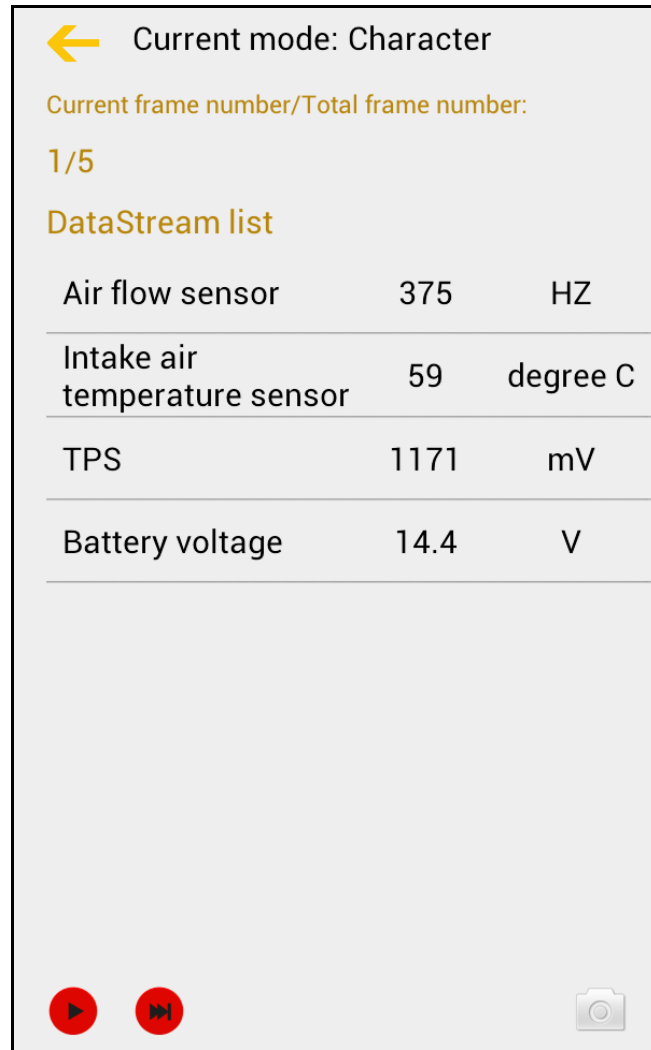 Current mode: Character
Current frame number/Total frame number:
1/5
DataStream list
Air flow sensor 375 HZ
Intake air
temperature sensor 59 degree C
TPS 1171 mV
Battery voltage 14.4 V